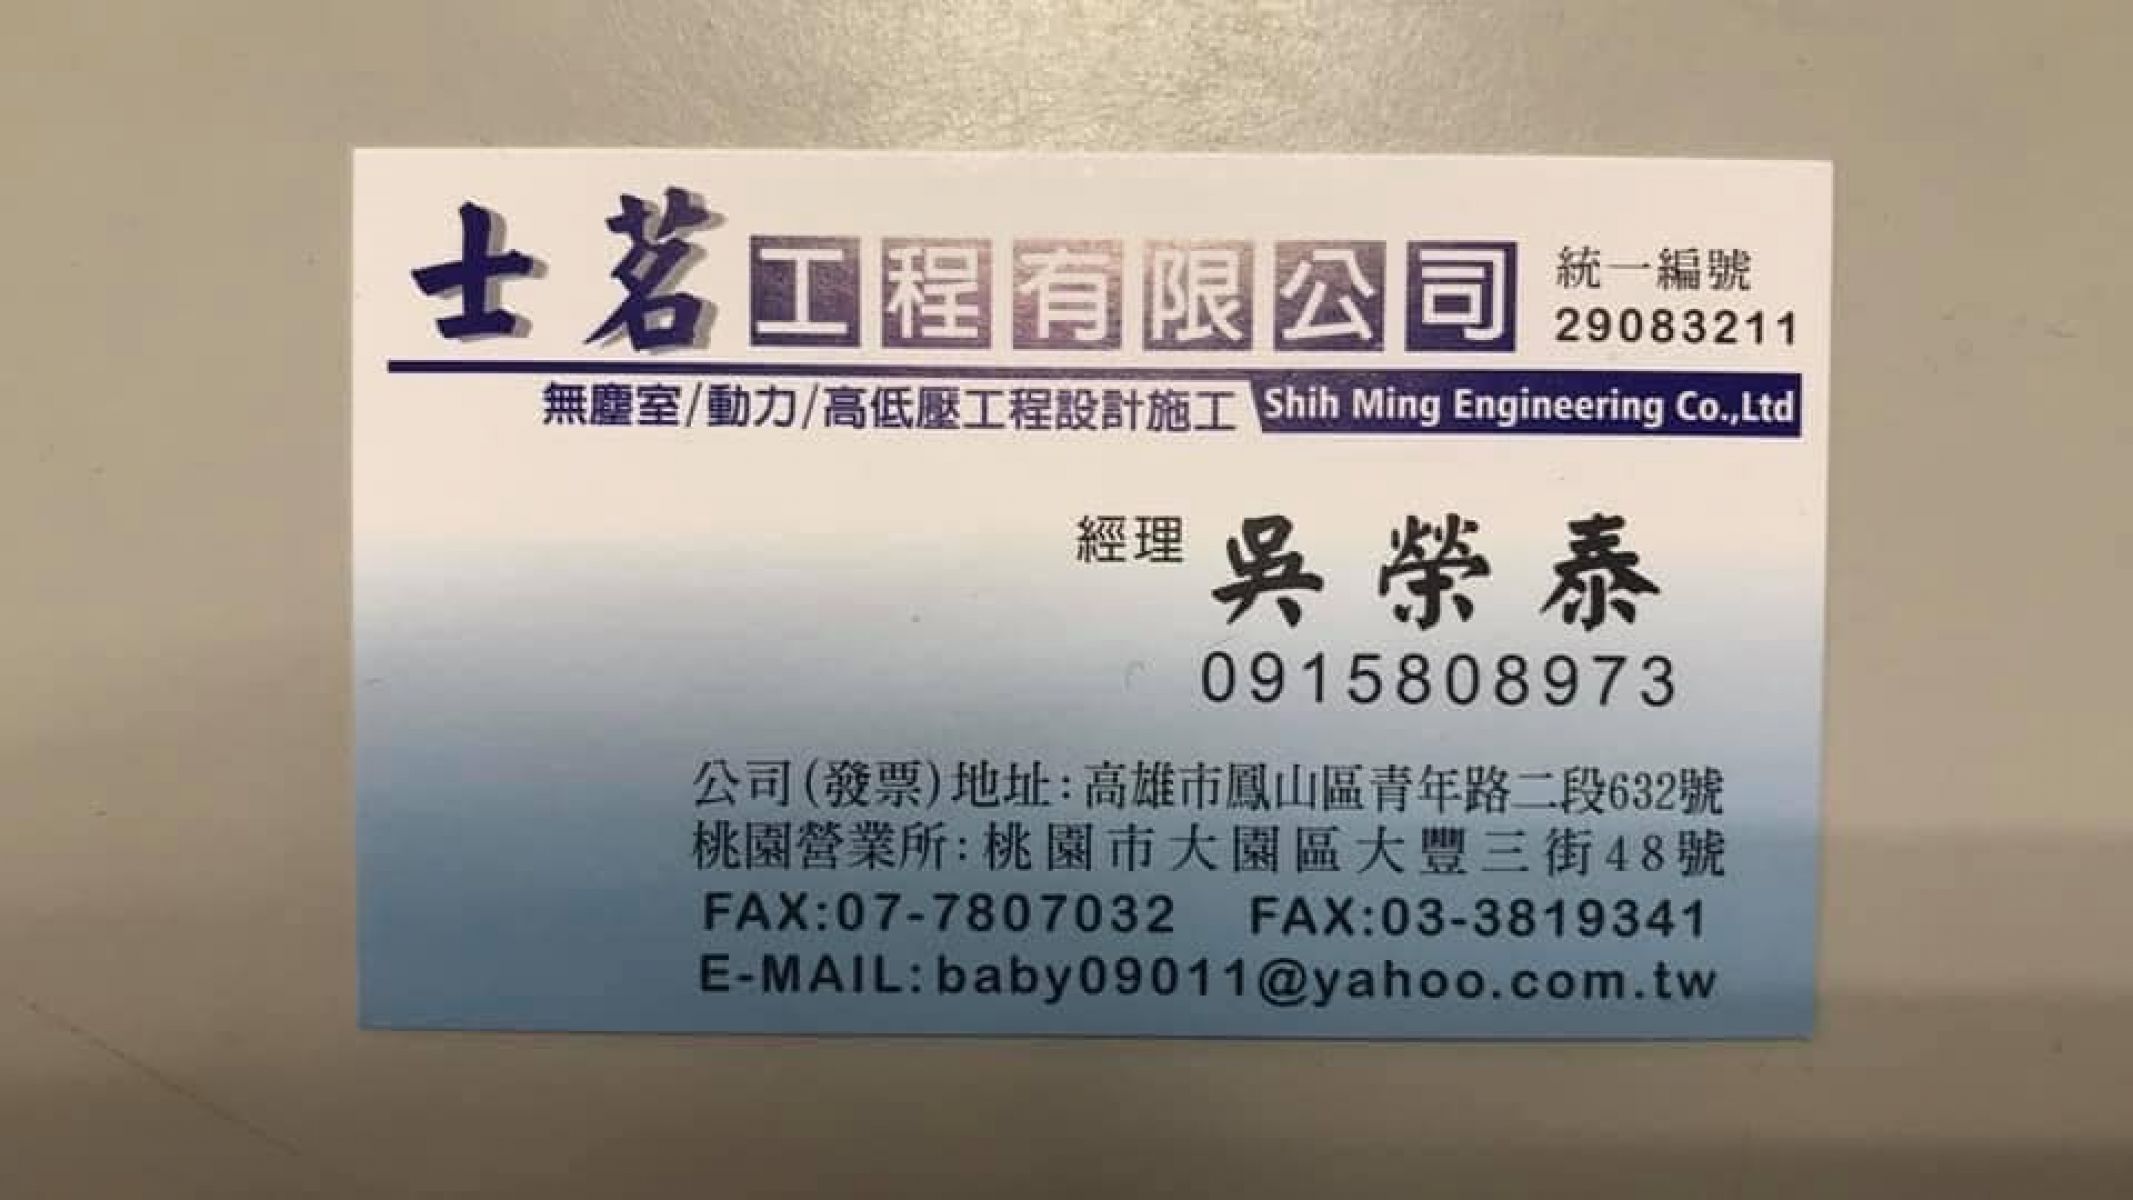 士茗工程有限公司
統一編號
29083211
無塵室/動力/高低壓工程設計施工
Shih Ming Engineering Co.,Ltd
經理 吳榮泰
0915808973
公司(發票)地址:高雄市鳳山區青年路二段632號
桃園營業所:桃園市大園區大豐三街48號
FAX:07-7807032 FAX:03-3819341
E-MAIL:baby09011@yahoo.com.tw